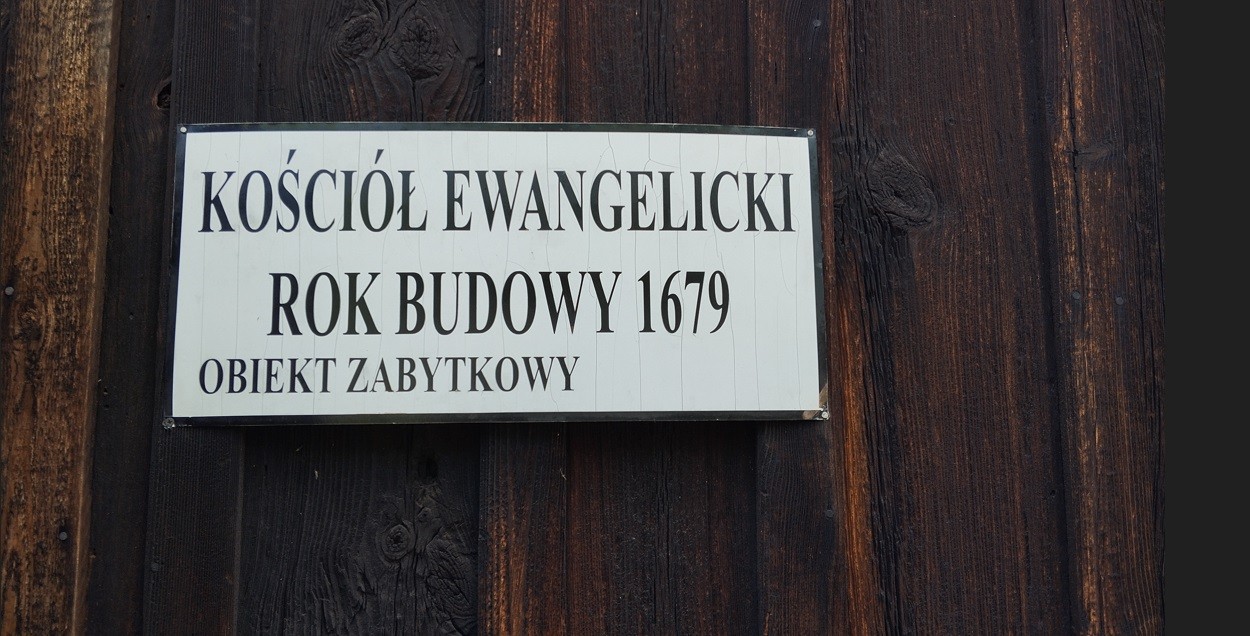 KOŚCIÓŁ EWANGELICKI
ROK BUDOWY 1679
OBIEKT ZABYTKOWY